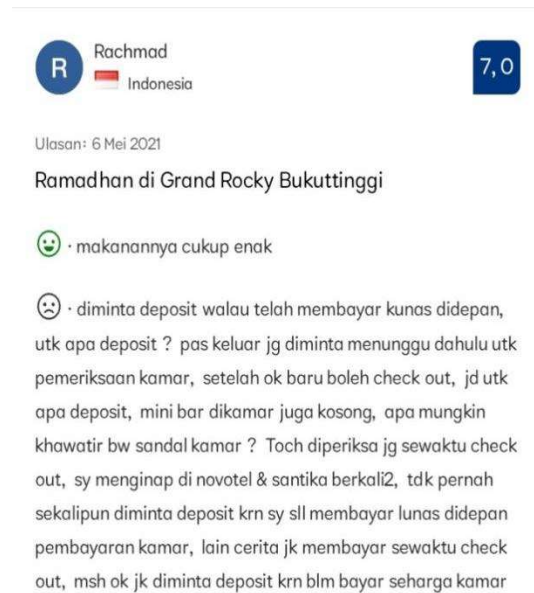 R
Rachmad
Indonesia
7,0
Ulasan: 6 Mei 2021
Ramadhan di Grand Rocky Bukuttinggi
· makanannya cukup enak
· diminta deposit walau telah membayar kunas didepan,
utk apa deposit ? pas keluar jg diminta menunggu dahulu utk
pemeriksaan kamar, setelah ok baru boleh check out, jd utk
apa deposit, mini bar dikamar juga kosong, apa mungkin
khawatir bw sandal kamar ? Toch diperiksa jg sewaktu check
out, sy menginap di novotel & santika berkali2, tdk pernah
sekalipun diminta deposit krn sy sll membayar lunas didepan
pembayaran kamar, lain cerita jk membayar sewaktu check
out, msh ok jk diminta deposit krn blm bayar seharga kamar